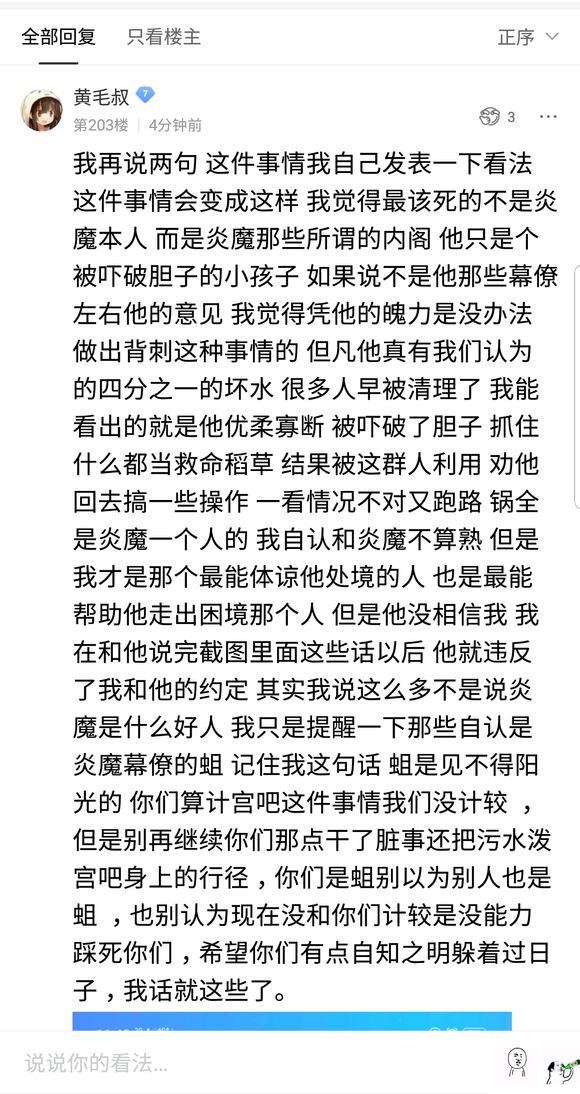 全部回复 只看楼主 正序
黄毛叔 7
第203楼 | 4分钟前 3
我再说两句 这件事情我自己发表一下看法
这件事情会变成这样 我觉得最该死的不是炎
魔本人 而是炎魔那些所谓的内阁 他只是个
被吓破胆子的小孩子 如果说不是他那些幕僚
左右他的意见 我觉得凭他的魄力是没办法
做出背刺这种事情的 但凡他真有我们认为
的四分之一的坏水 很多人早被清理了 我能
看出的就是他优柔寡断 被吓破了胆子 抓住
什么都当救命稻草 结果被这群人利用 劝他
回去搞一些操作 一看情况不对又跑路 锅全
是炎魔一个人的 我自认和炎魔不算熟 但是
我才是那个最能体谅他处境的人 也是最能
帮助他走出困境那个人 但是他没相信我 我
在和他说完截图里面这些话以后 他就违反
了我和他的约定 其实我说这么多不是说炎
魔是什么好人 我只是提醒一下那些自认是
炎魔幕僚的蛆 记住我这句话 蛆是见不得阳
光的 你们算计宫吧这件事情我们没计较 ，
但是别再继续你们那点干了脏事还把污水泼
宫吧身上的行径，你们是蛆别以为别人也是
蛆 ，也别认为现在没和你们计较是没能力
踩死你们，希望你们有点自知之明躲着过日
子，我话就这些了。
说说你的看法...